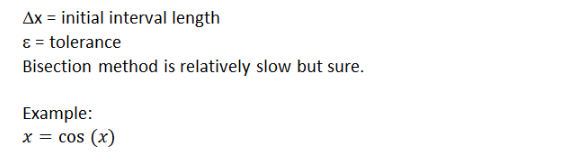 Δx = initial interval length
ε = tolerance
Bisection method is relatively slow but sure.
Example:
x = cos (x)